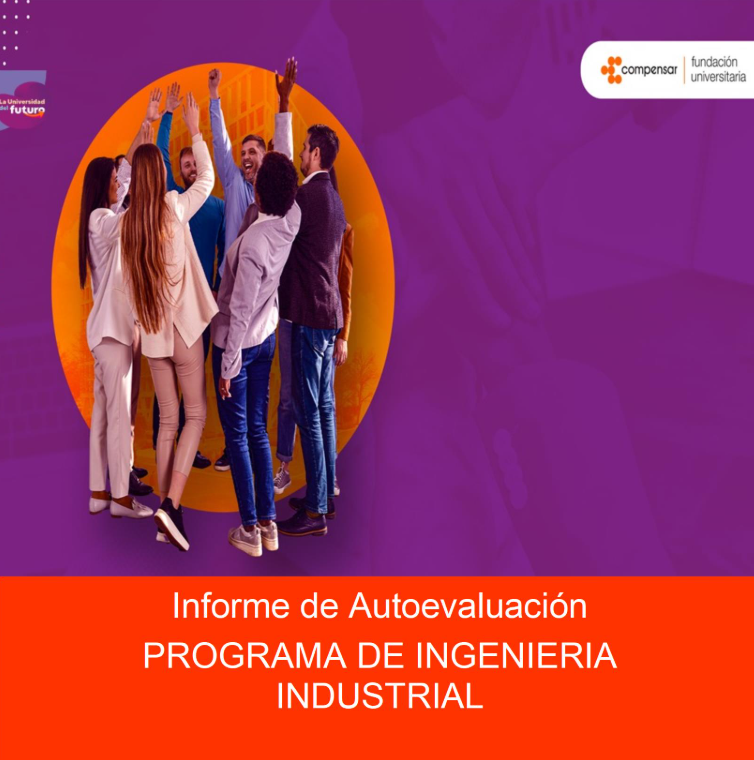 La Universidad
del futuro
compensar
fundación
universitaria
Informe de Autoevaluación
PROGRAMA DE INGENIERIA
INDUSTRIAL